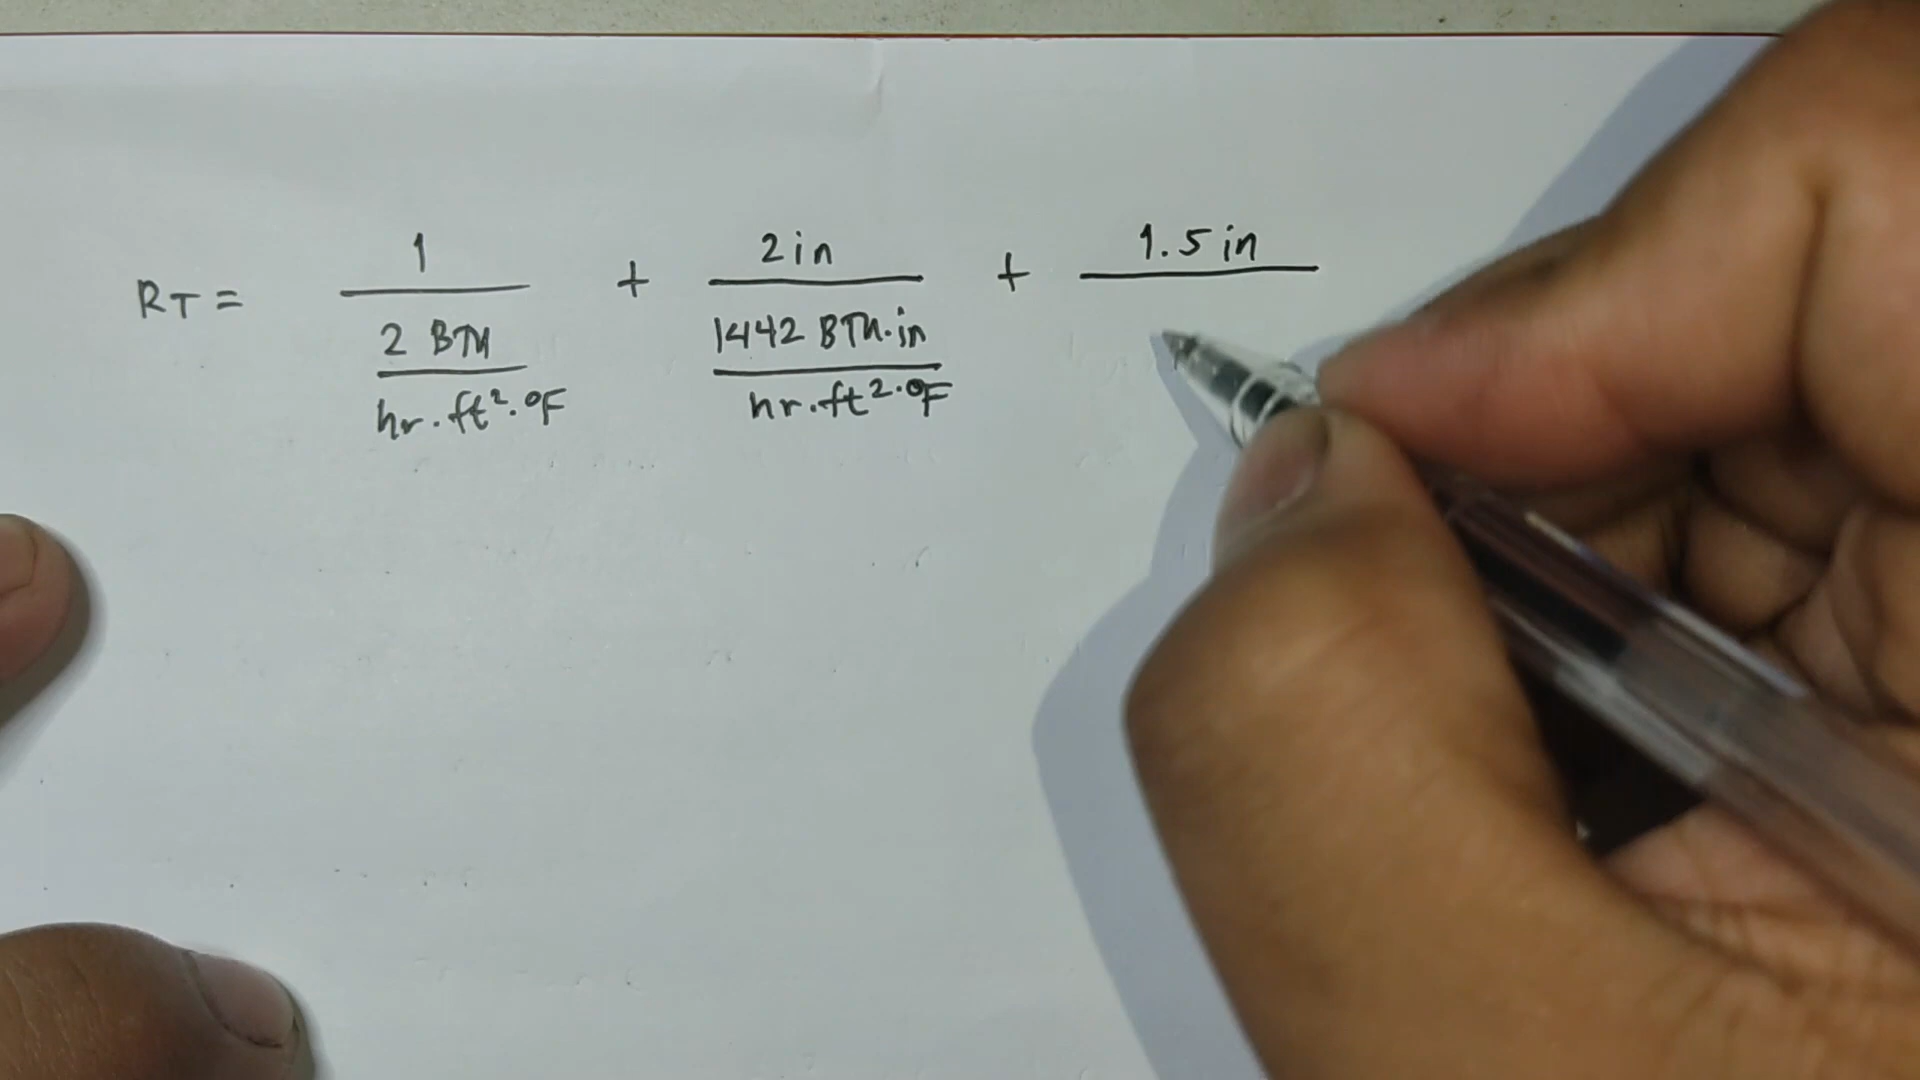 RT = 1 + 2 in + 1.5 in
2 BTU 1442 BTU.in
hr.ft².°F hr.ft².°F